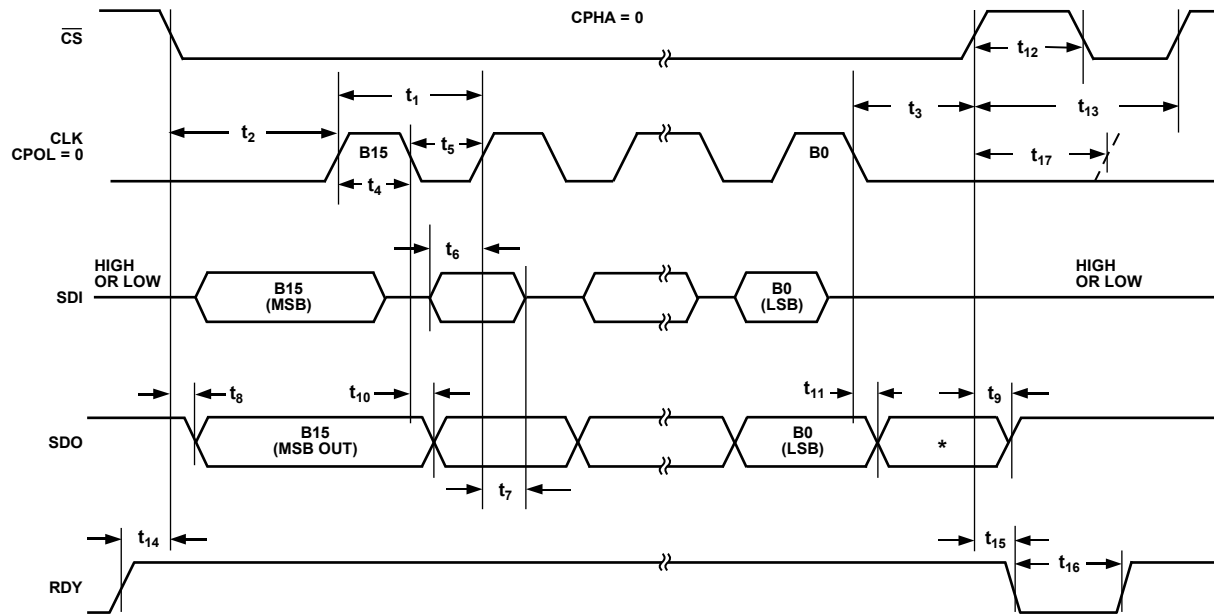 CPHA = 0
CS
t12
t1
t3
t13
t2
CLK
CPOL = 0
B15
t5
B0
t17
t4
t6
HIGH
OR LOW
HIGH
OR LOW
SDI
B15
(MSB)
B0
(LSB)
t8
t10
t11
t9
SDO
B15
(MSB OUT)
B0
(LSB)
*
t7
t14
t15
t16
RDY